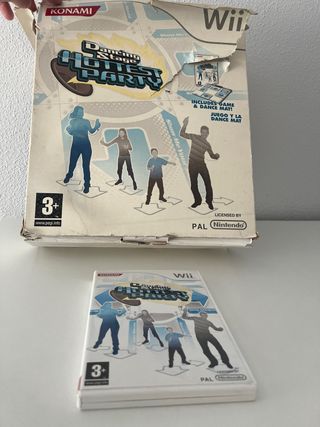 KONAMI
Wii
Dancing
Stage
HOTTEST
PARTY
INCLUDES GAME
& DANCE MAT!
JUEGO Y LA
DANCE MAT
3+
www.pegi.info
LICENSED BY
PAL Nintendo
KONAMI
Wii
Dancing
Stage
HOTTEST
PARTY
3+
PAL Nintendo